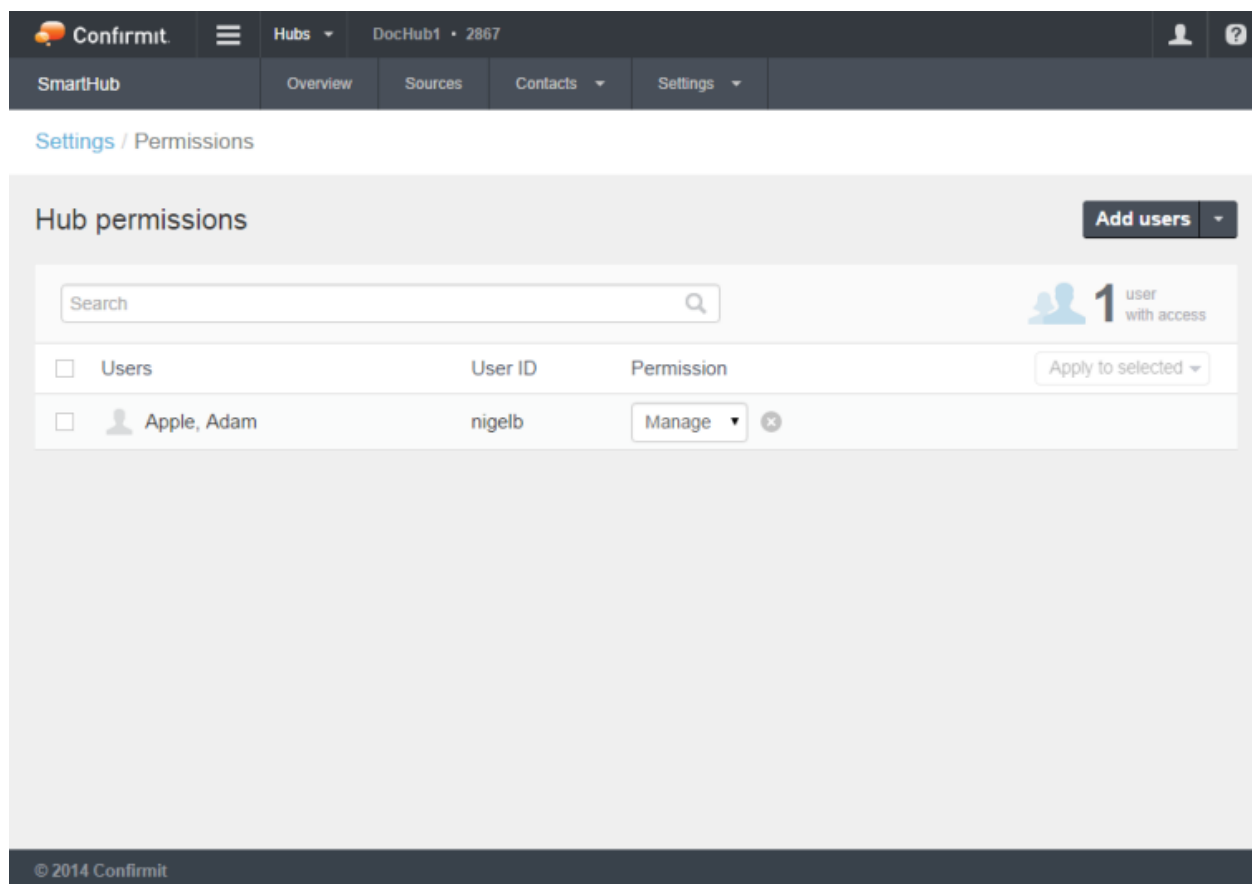 Confirmit. Hubs DocHub1 • 2867
SmartHub Overview Sources Contacts Settings
Settings / Permissions
Hub permissions Add users
Search 1 user with access
Users User ID Permission Apply to selected
Apple, Adam nigelb Manage
© 2014 Confirmit